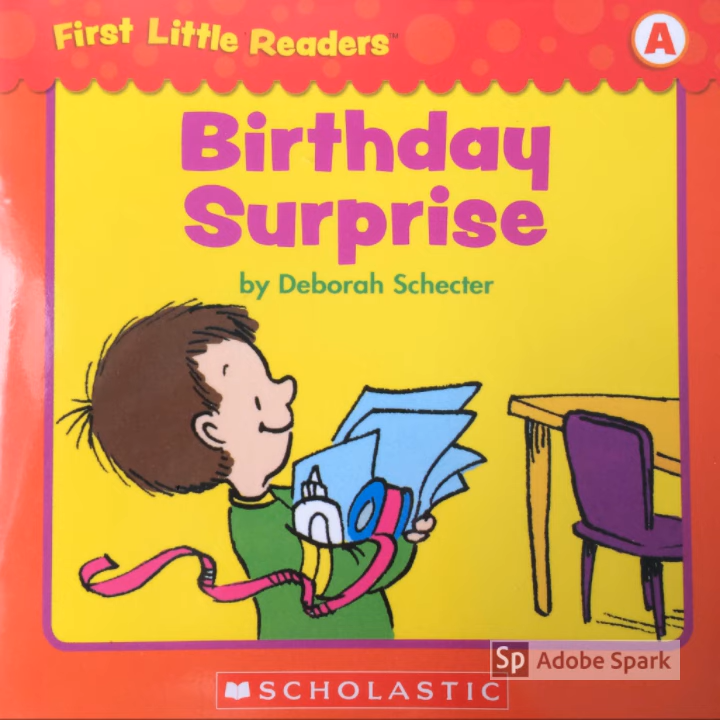 First Little Readers™
A
Birthday
Surprise
by Deborah Schecter
Sp Adobe Spark
SCHOLASTIC